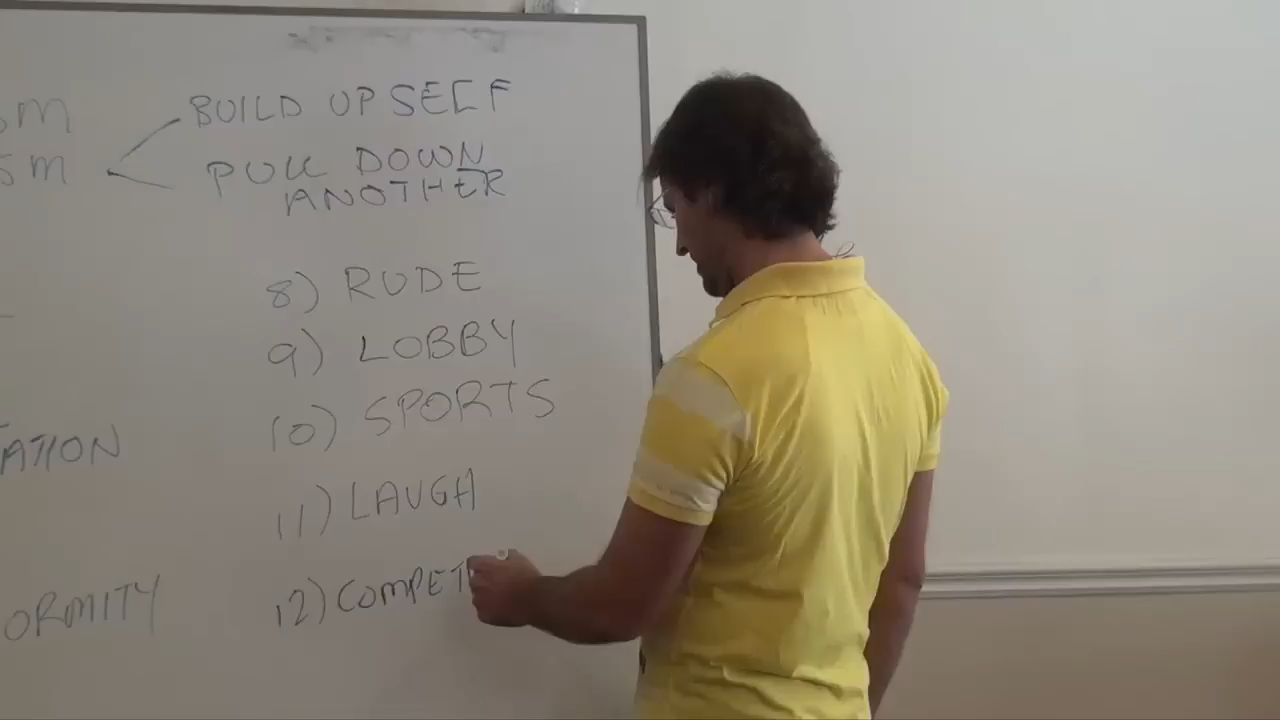 SM
BUILD UP SELF
SM
PULL DOWN
ANOTHER
8) RUDE
9) LOBBY
10) SPORTS
ATION
11) LAUGH
ORMITY
12) COMPET